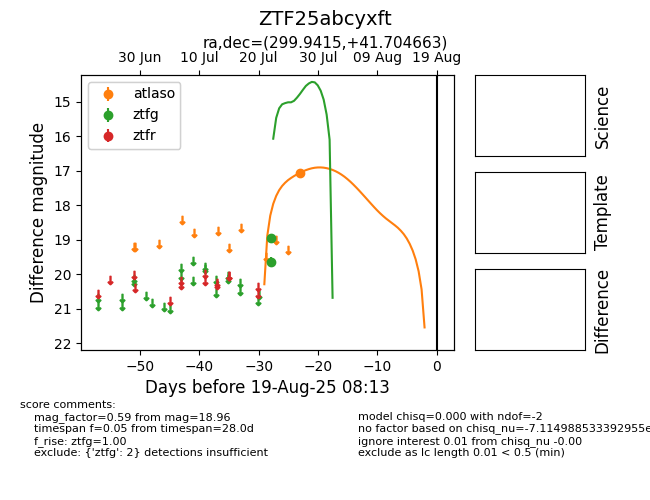 ZTF25abcyxft
ra,dec=(299.9415,+41.704663)
30 Jun 10 Jul 20 Jul 30 Jul 09 Aug 19 Aug
atlaso
ztfg
ztfr
15
16
17
18
19
20
21
22
Difference magnitude
−50 −40 −30 −20 −10 0
Days before 19-Aug-25 08:13
Science
Template
Difference
score comments:
mag_factor=0.59 from mag=18.96
timespan f=0.05 from timespan=28.0d
f_rise: ztfg=1.00
exclude: {'ztfg': 2} detections insufficient
model chisq=0.000 with ndof=-2
no factor based on chisq_nu=-7.114988533392955e
ignore interest 0.01 from chisq_nu -0.00
exclude as lc length 0.01 < 0.5 (min)